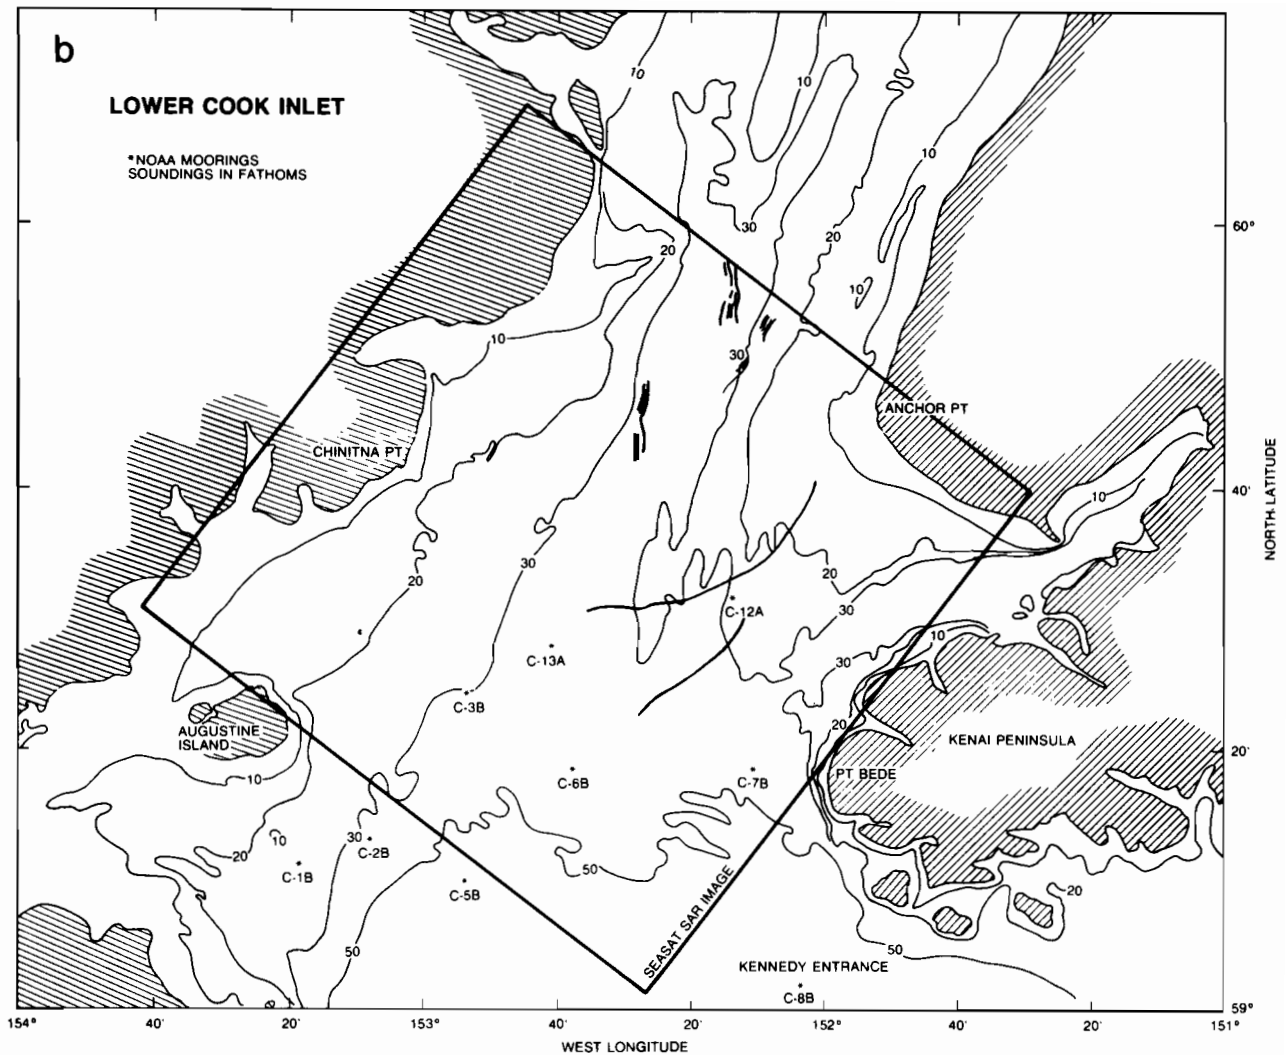 b
LOWER COOK INLET
*NOAA MOORINGS
SOUNDINGS IN FATHOMS
10
10
10
30
20
60°
20
10
10
30
ANCHOR PT
CHINITNA PT
10
40'
NORTH LATITUDE
20
30
20
30
C-12A
10
C-13A
30
C-3B
20
AUGUSTINE
ISLAND
KENAI PENINSULA
20'
10
C-6B
C-7B
PT BEDE
10
30
20
C-2B
C-1B
50
C-5B
20
SEASAT SAR IMAGE
50
50
KENNEDY ENTRANCE
C-8B
59°
154°
40'
20'
153°
40'
20'
152°
40'
20'
151°
WEST LONGITUDE